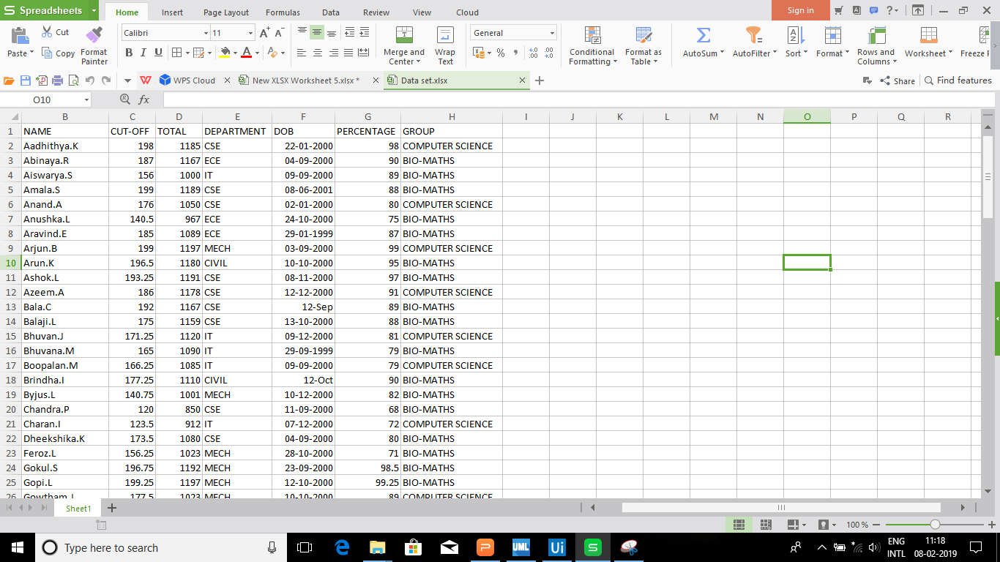 Spreadsheets Home Insert Page Layout Formulas Data Review View Cloud Sign in
Cut Calibri 11 General
Paste Copy Format Painter Merge and Center Wrap Text Conditional Formatting Format as Table AutoSum AutoFilter Sort Format Rows and Columns Worksheet Freeze
WPS Cloud New XLSX Worksheet 5.xlsx * Data set.xlsx Share Find features
O10 fx
B C D E F G H I J K L M N O P Q R
1 NAME CUT-OFF TOTAL DEPARTMENT DOB PERCENTAGE GROUP
2 Aadhithya.K 198 1185 CSE 22-01-2000 98 COMPUTER SCIENCE
3 Abinaya.R 187 1167 ECE 04-09-2000 90 BIO-MATHS
4 Aiswarya.S 156 1000 IT 09-09-2000 89 BIO-MATHS
5 Amala.S 199 1189 CSE 08-06-2001 88 BIO-MATHS
6 Anand.A 176 1050 CSE 02-01-2000 80 COMPUTER SCIENCE
7 Anushka.L 140.5 967 ECE 24-10-2000 75 BIO-MATHS
8 Aravind.E 185 1089 ECE 29-01-1999 87 BIO-MATHS
9 Arjun.B 199 1197 MECH 03-09-2000 99 COMPUTER SCIENCE
10 Arun.K 196.5 1180 CIVIL 10-10-2000 95 BIO-MATHS
11 Ashok.L 193.25 1191 CSE 08-11-2000 97 BIO-MATHS
12 Azeem.A 186 1178 CSE 12-12-2000 91 COMPUTER SCIENCE
13 Bala.C 192 1167 CSE 12-Sep 89 BIO-MATHS
14 Balaji.L 175 1159 CSE 13-10-2000 88 BIO-MATHS
15 Bhuvan.J 171.25 1120 IT 09-12-2000 81 COMPUTER SCIENCE
16 Bhuvana.M 165 1090 IT 29-09-1999 79 BIO-MATHS
17 Boopalan.M 166.25 1085 IT 09-09-2000 79 COMPUTER SCIENCE
18 Brindha.I 177.25 1110 CIVIL 12-Oct 90 BIO-MATHS
19 Byjus.L 140.75 1001 MECH 10-12-2000 82 BIO-MATHS
20 Chandra.P 120 850 CSE 11-09-2000 68 BIO-MATHS
21 Charan.I 123.5 912 IT 07-12-2000 72 COMPUTER SCIENCE
22 Dheekshika.K 173.5 1080 CSE 04-09-2000 80 BIO-MATHS
23 Feroz.L 156.25 1023 MECH 28-10-2000 71 BIO-MATHS
24 Gokul.S 196.75 1192 MECH 23-09-2000 98.5 BIO-MATHS
25 Gopi.L 199.25 1197 MECH 12-10-2000 99.25 BIO-MATHS
26 177.5 1023 MECH 10-10-2000 89 COMPUTER SCIENCE
Sheet1
100 %
Type here to search UML Ui ENG 11:18
INTL 08-02-2019